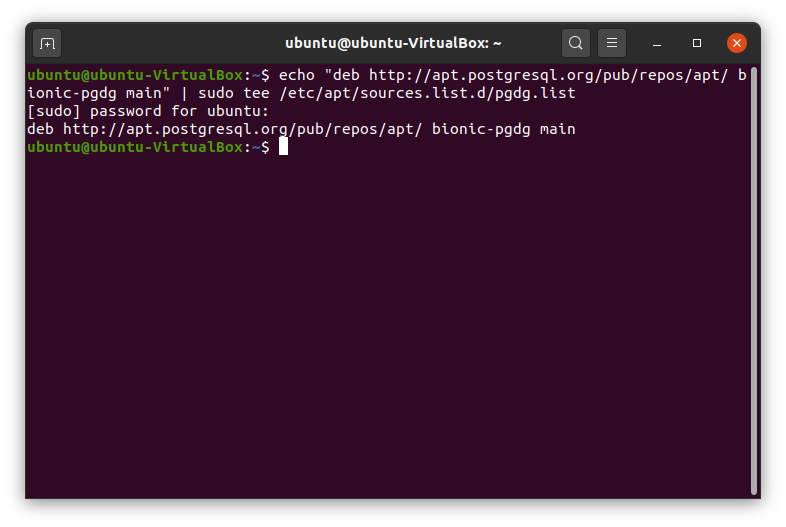 ubuntu@ubuntu-VirtualBox: ~
ubuntu@ubuntu-VirtualBox:~$ echo "deb http://apt.postgresql.org/pub/repos/apt/ b
ionic-pgdg main" | sudo tee /etc/apt/sources.list.d/pgdg.list
[sudo] password for ubuntu:
deb http://apt.postgresql.org/pub/repos/apt/ bionic-pgdg main
ubuntu@ubuntu-VirtualBox:~$